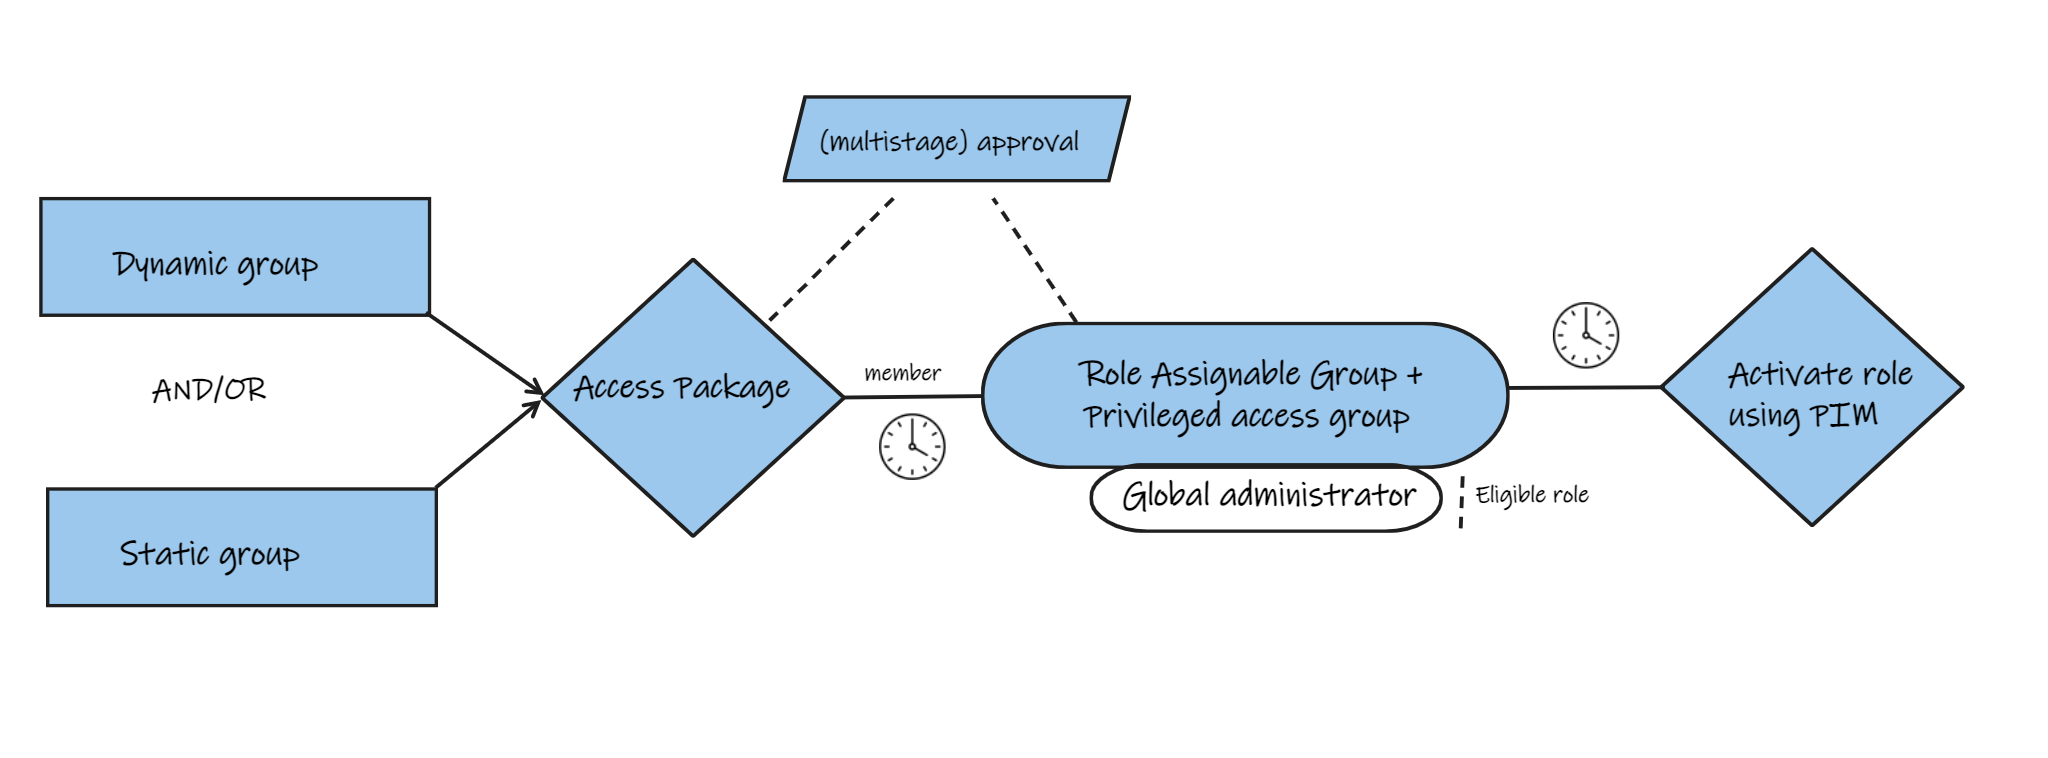 (multistage) approval
Dynamic group
AND/OR
Static group
Access Package
member
Role Assignable Group +
Privileged access group
Global administrator
Eligible role
Activate role
using PIM